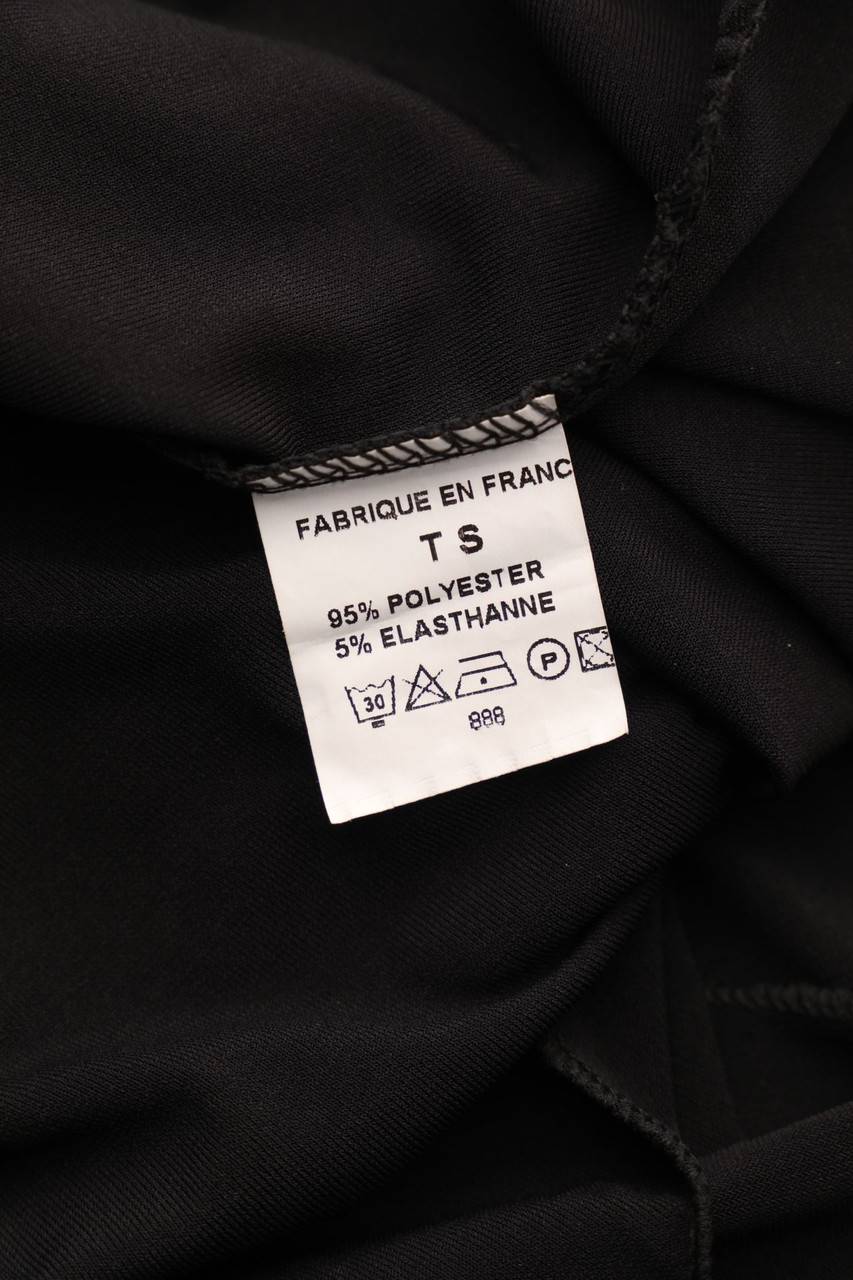 FABRIQUE EN FRANC
T S
95% POLYESTER
5% ELASTHANNE
30 P
888